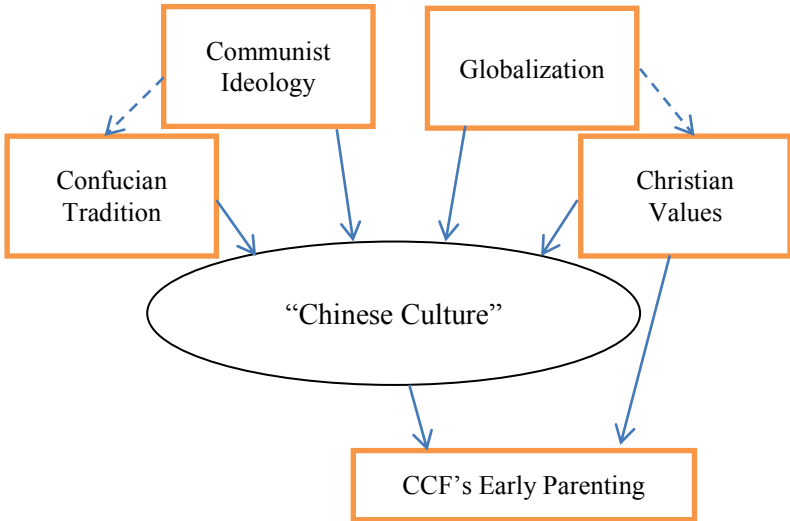 Communist
Ideology
Globalization
Confucian
Tradition
Christian
Values
“Chinese Culture”
CCF’s Early Parenting